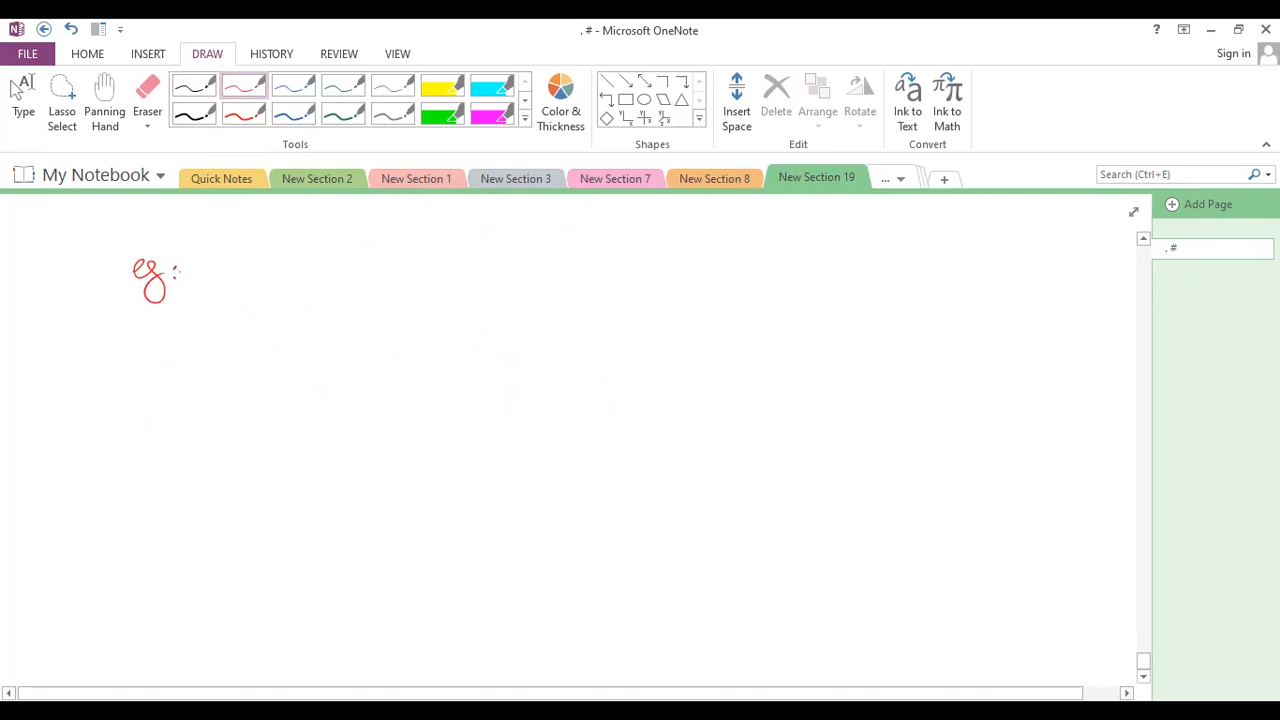 . # - Microsoft OneNote
?
FILE HOME INSERT DRAW HISTORY REVIEW VIEW
Sign in
Type
Lasso Select
Panning Hand
Eraser
Color & Thickness
Insert Space
Delete
Arrange
Rotate
Ink to Text
Ink to Math
Tools Shapes Edit Convert
My Notebook Quick Notes New Section 2 New Section 1 New Section 3 New Section 7 New Section 8 New Section 19 ... Search (Ctrl+E)
Add Page
. #
eg: